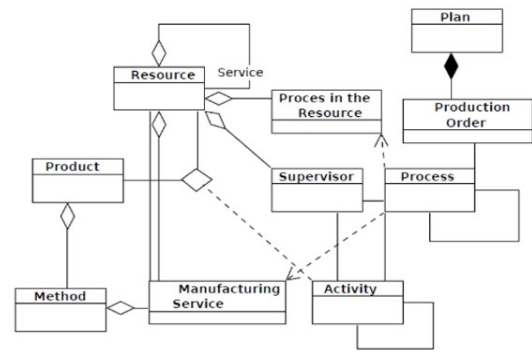 Plan
Resource
Service
Proces in the
Resource
Production
Order
Product
Supervisor
Process
Method
Manufacturing
Service
Activity